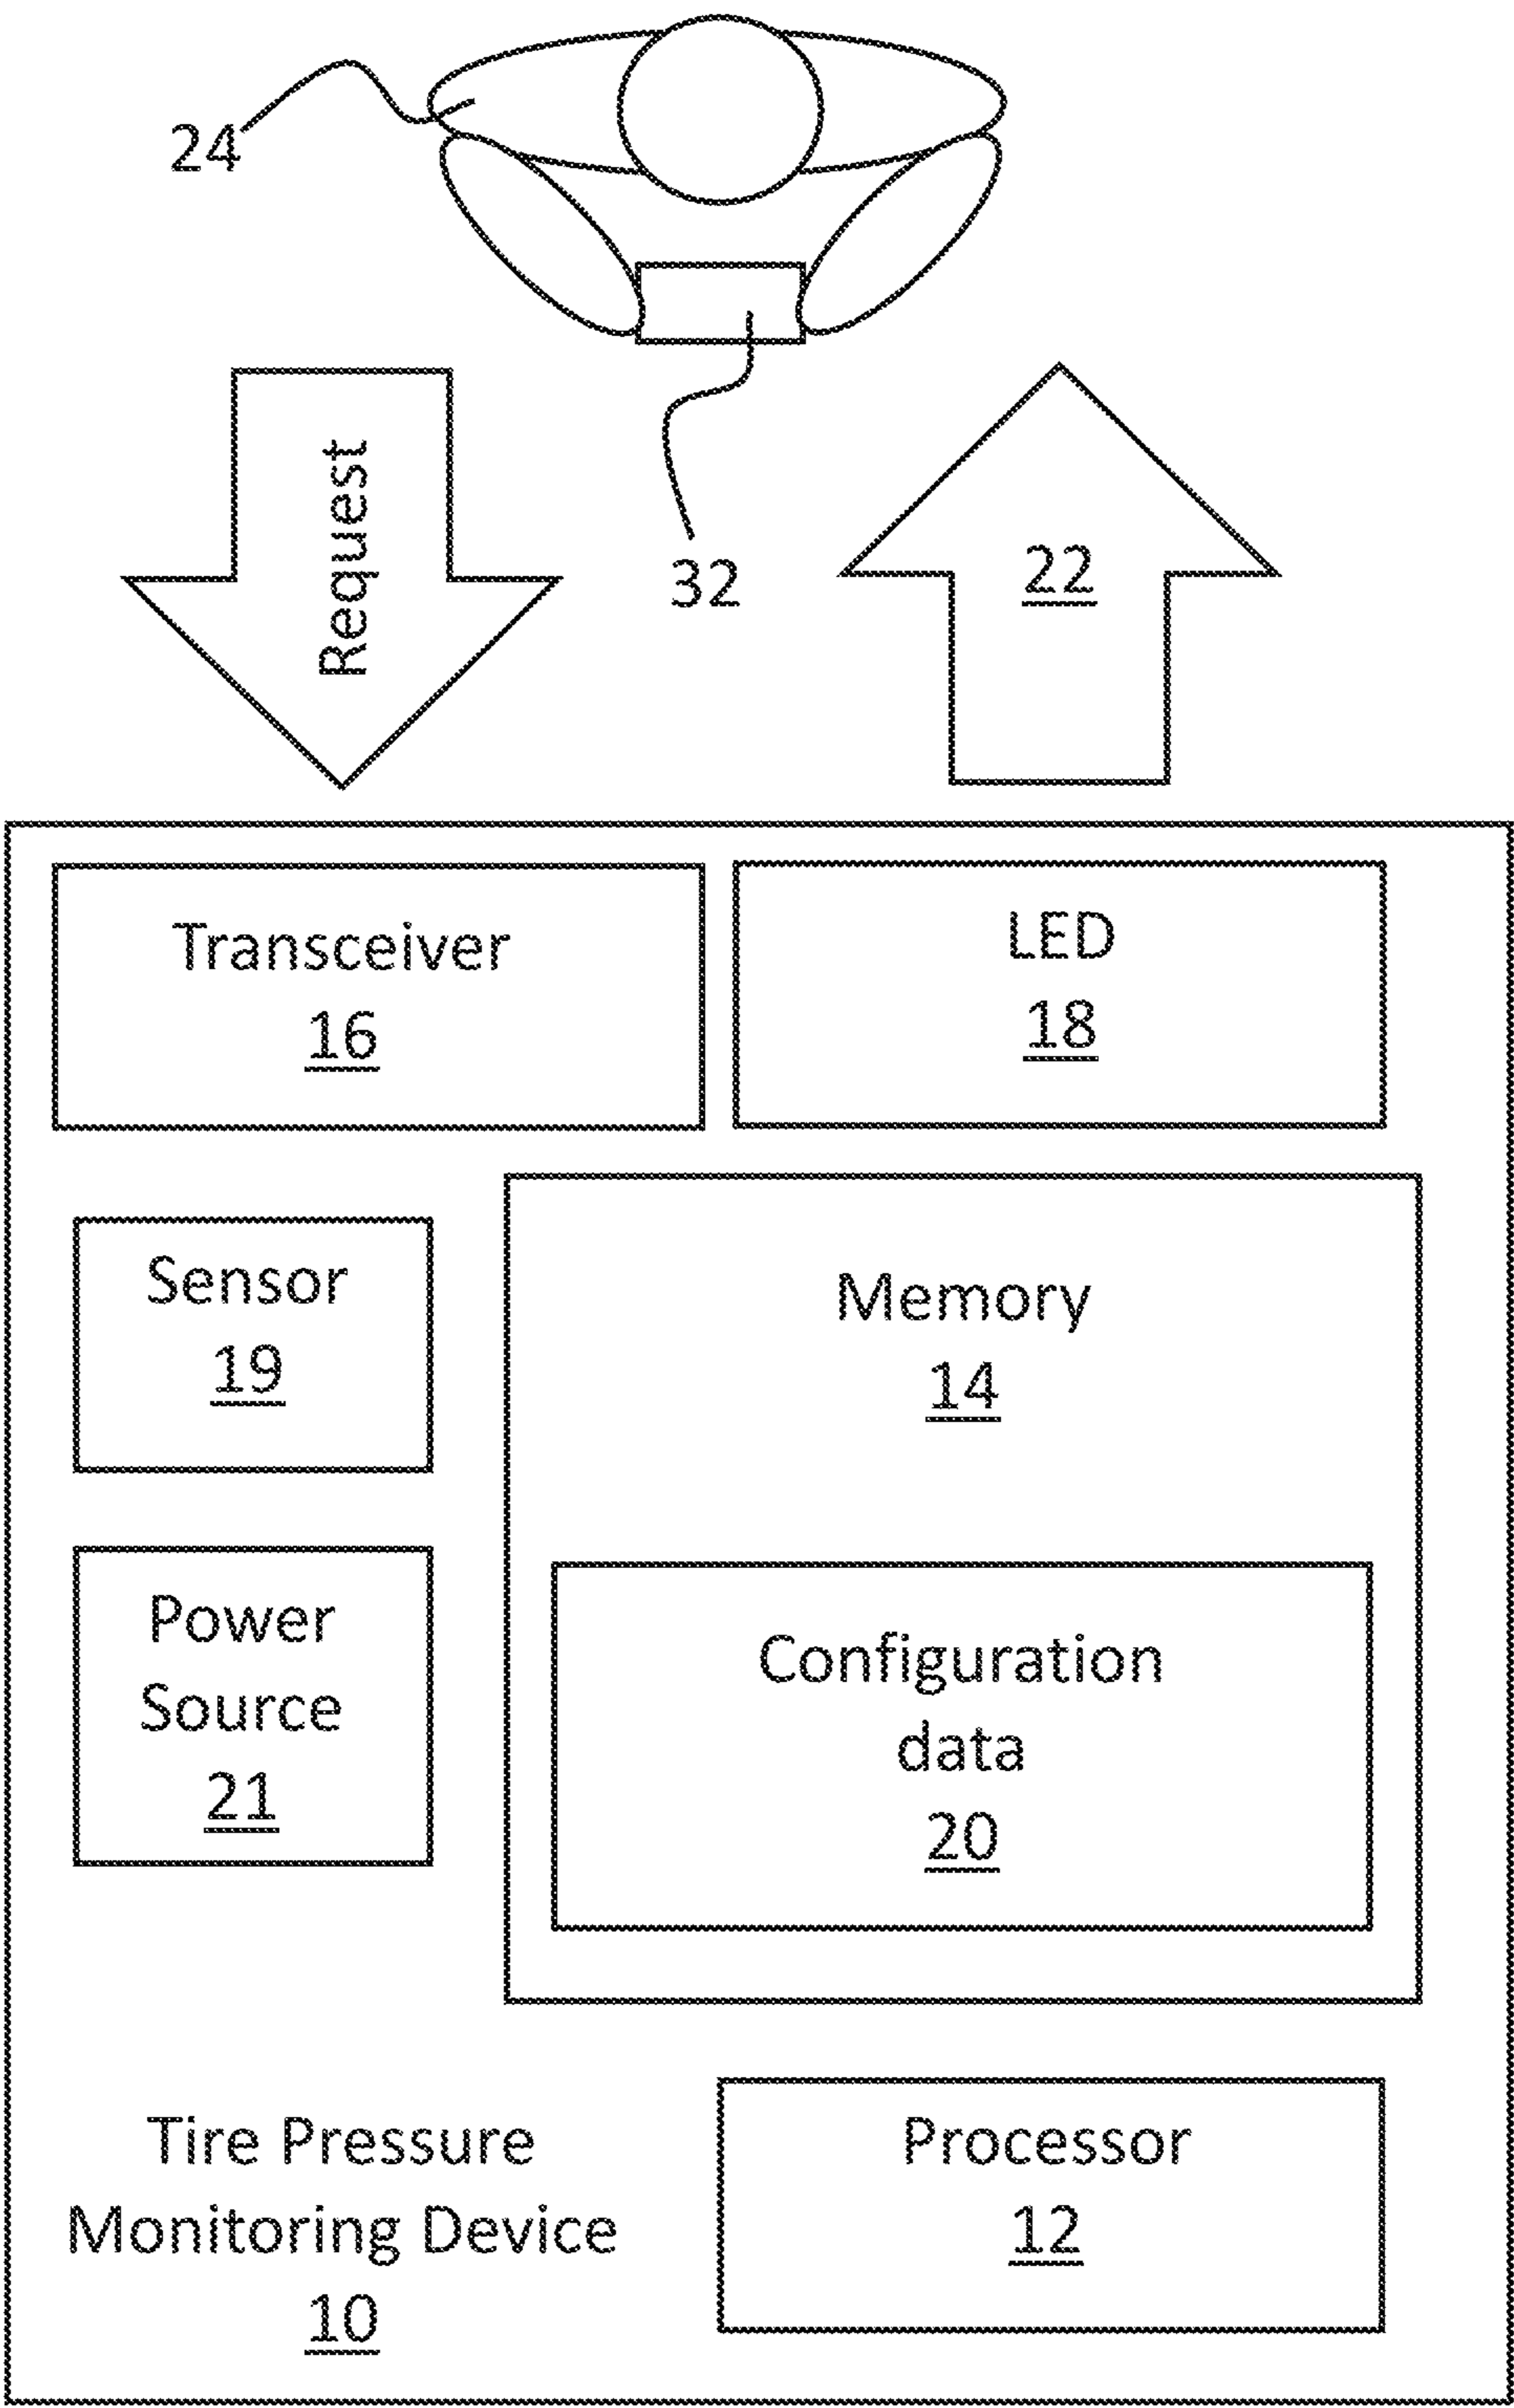 24
Request
32
22
Transceiver
16
LED
18
Sensor
19
Memory
14
Power
Source
21
Configuration
data
20
Tire Pressure
Monitoring Device
10
Processor
12